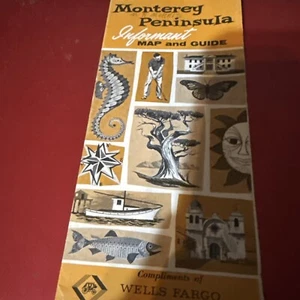 Monterey
Peninsula
Informant
MAP and GUIDE
Compliments of
WELLS FARGO